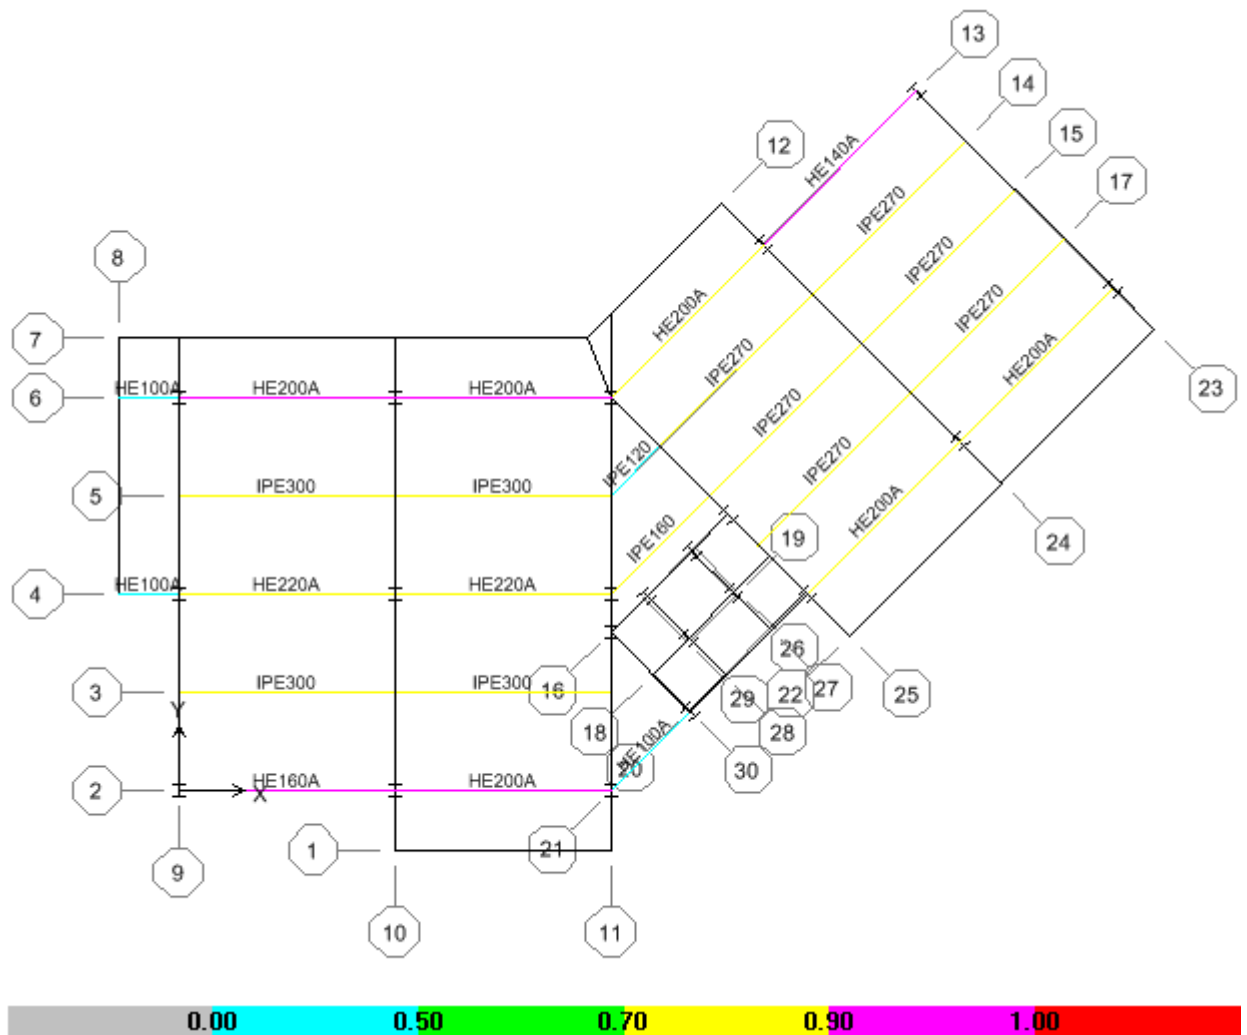 13
14
12
15
17
HE140A
IPE270
8
IPE270
HE200A
IPE270
7
IPE270
HE200A
23
6
HE100A
HE200A
HE200A
IPE270
5
IPE300
IPE300
IPE120
IPE270
HE200A
IPE160
19
24
4
HE100A
HE220A
HE220A
26
16
3
IPE300
IPE300
29
22
27
25
18
28
Y
HE100A
20
30
2
HE160A
HE200A
X
1
21
9
10
11
0.00
0.50
0.70
0.90
1.00